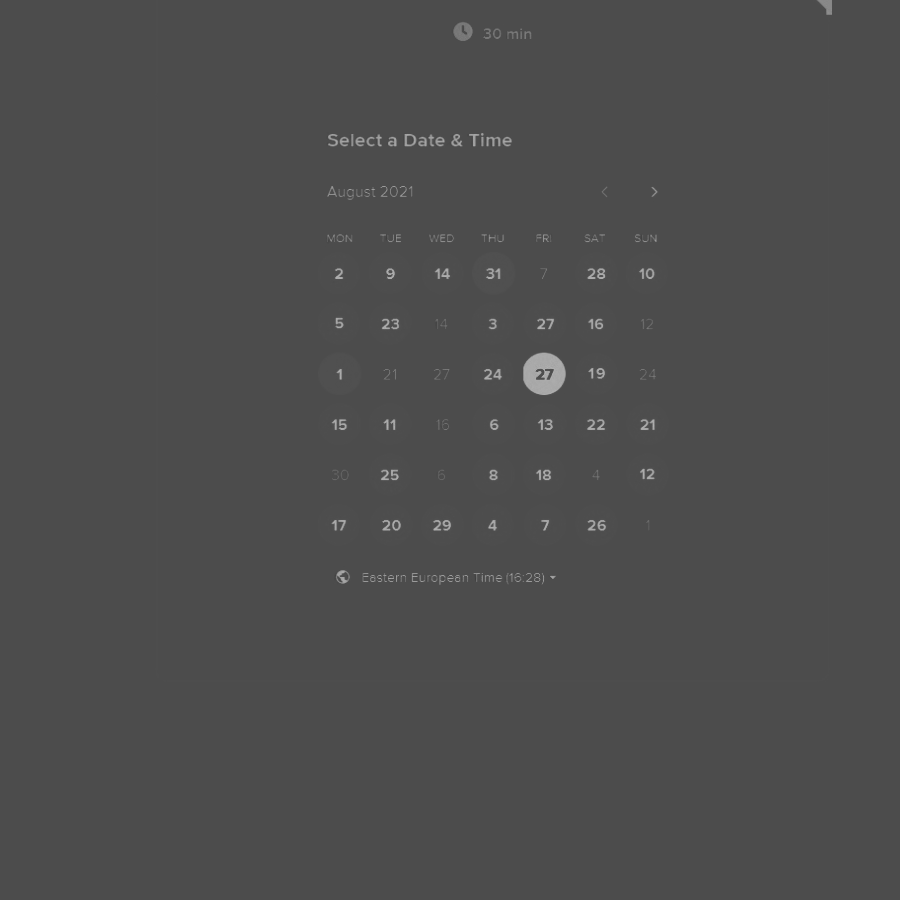 30 min
Select a Date & Time
August 2021
MON TUE WED THU FRI SAT SUN
2 9 14 31 7 28 10
5 23 14 3 27 16 12
1 21 27 24 27 19 24
15 11 16 6 13 22 21
30 25 6 8 18 4 12
17 20 29 4 7 26 1
Eastern European Time (16:28)